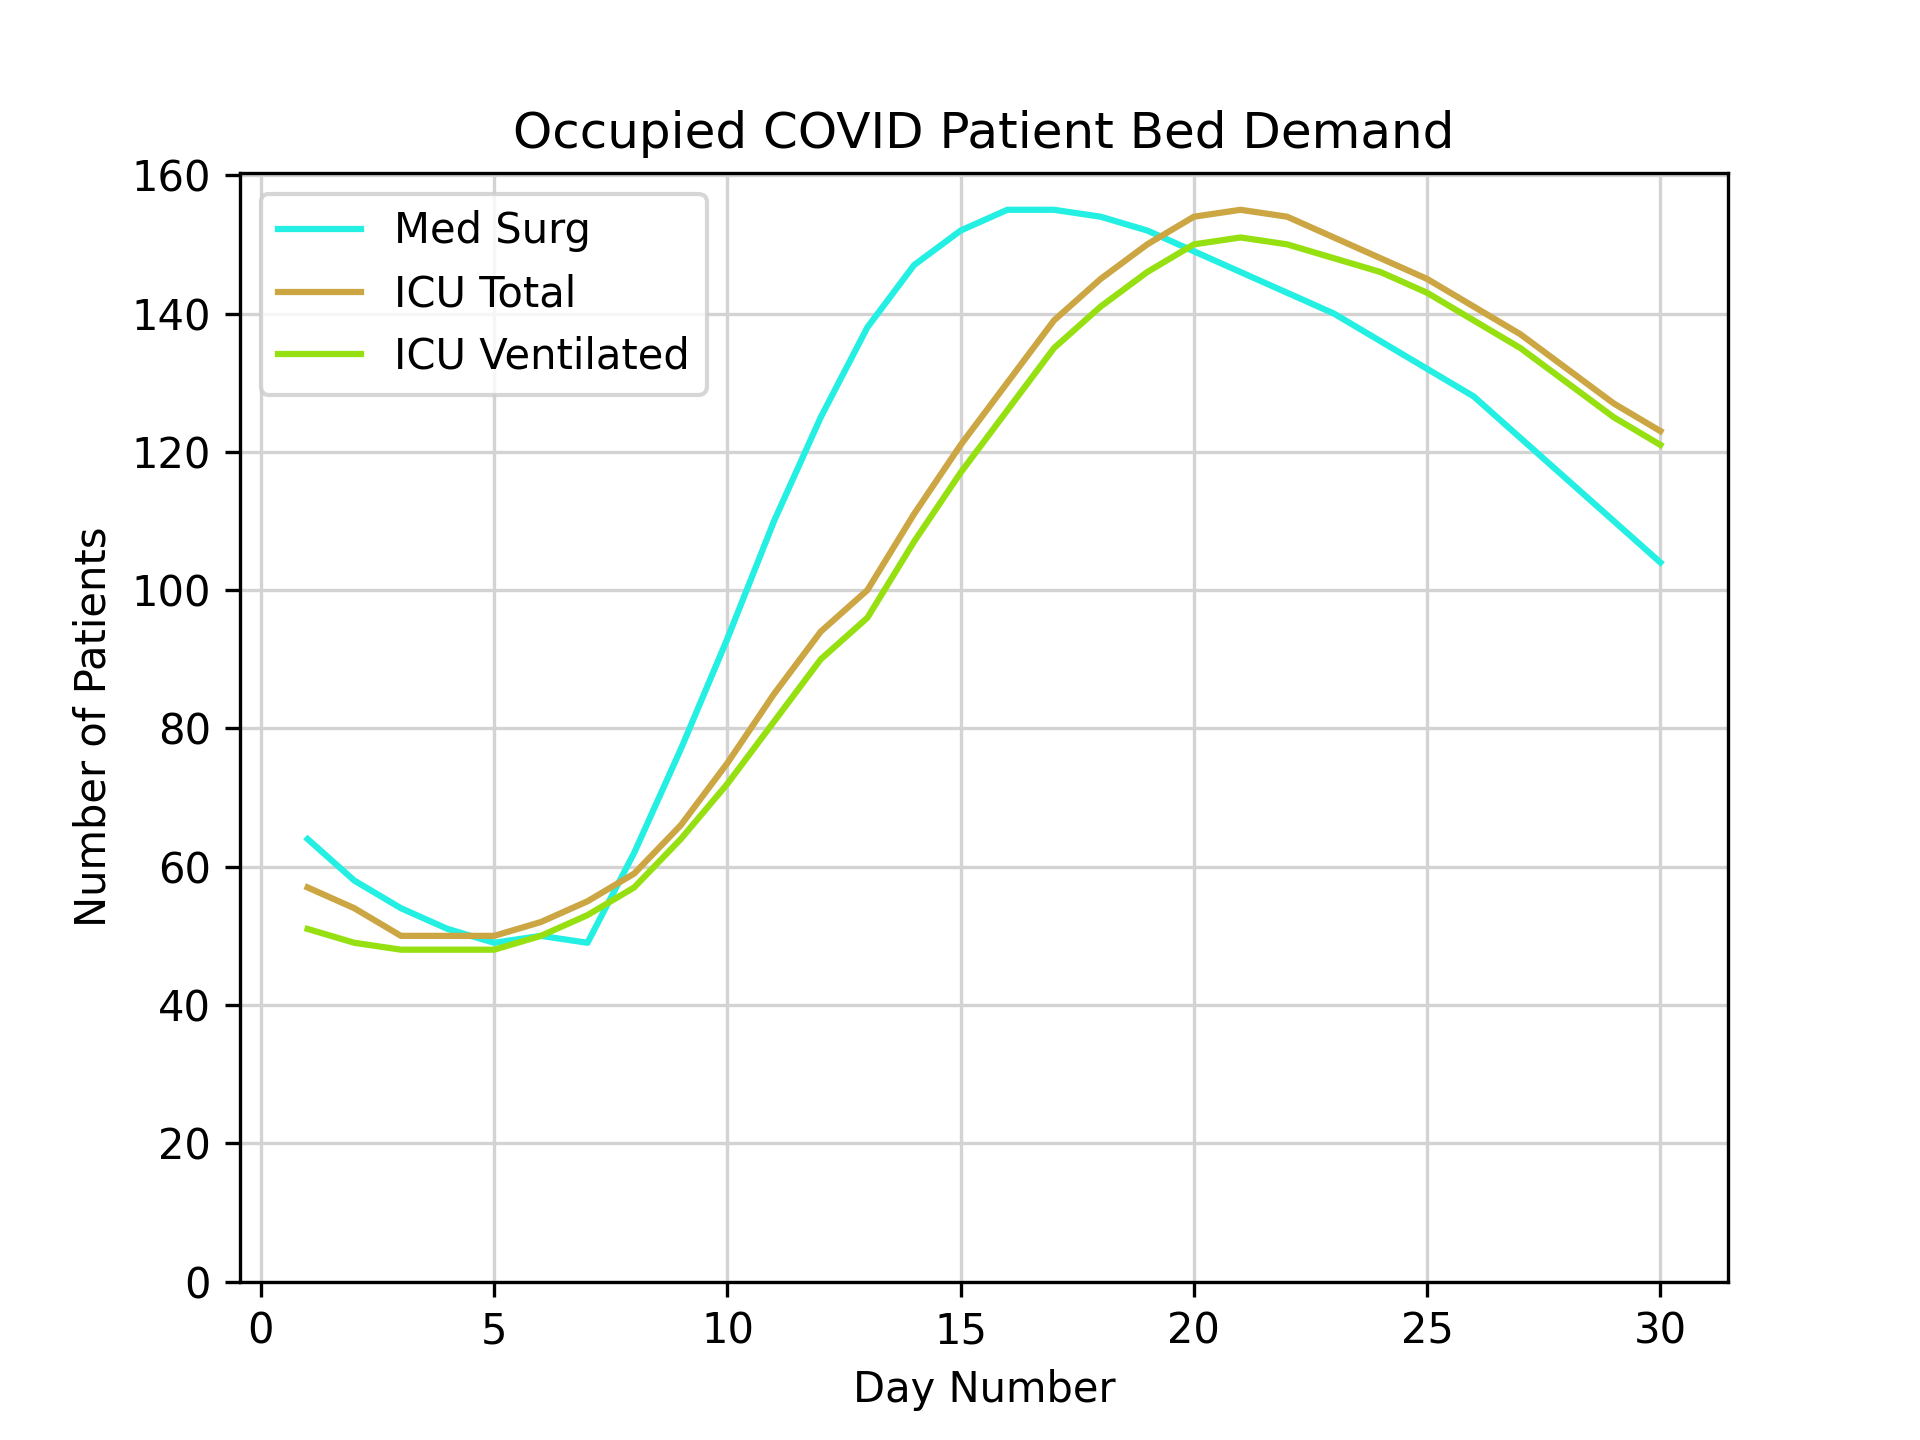 Occupied COVID Patient Bed Demand
160
140
120
100
80
60
40
20
0
Number of Patients
Med Surg
ICU Total
ICU Ventilated
0 5 10 15 20 25 30
Day Number